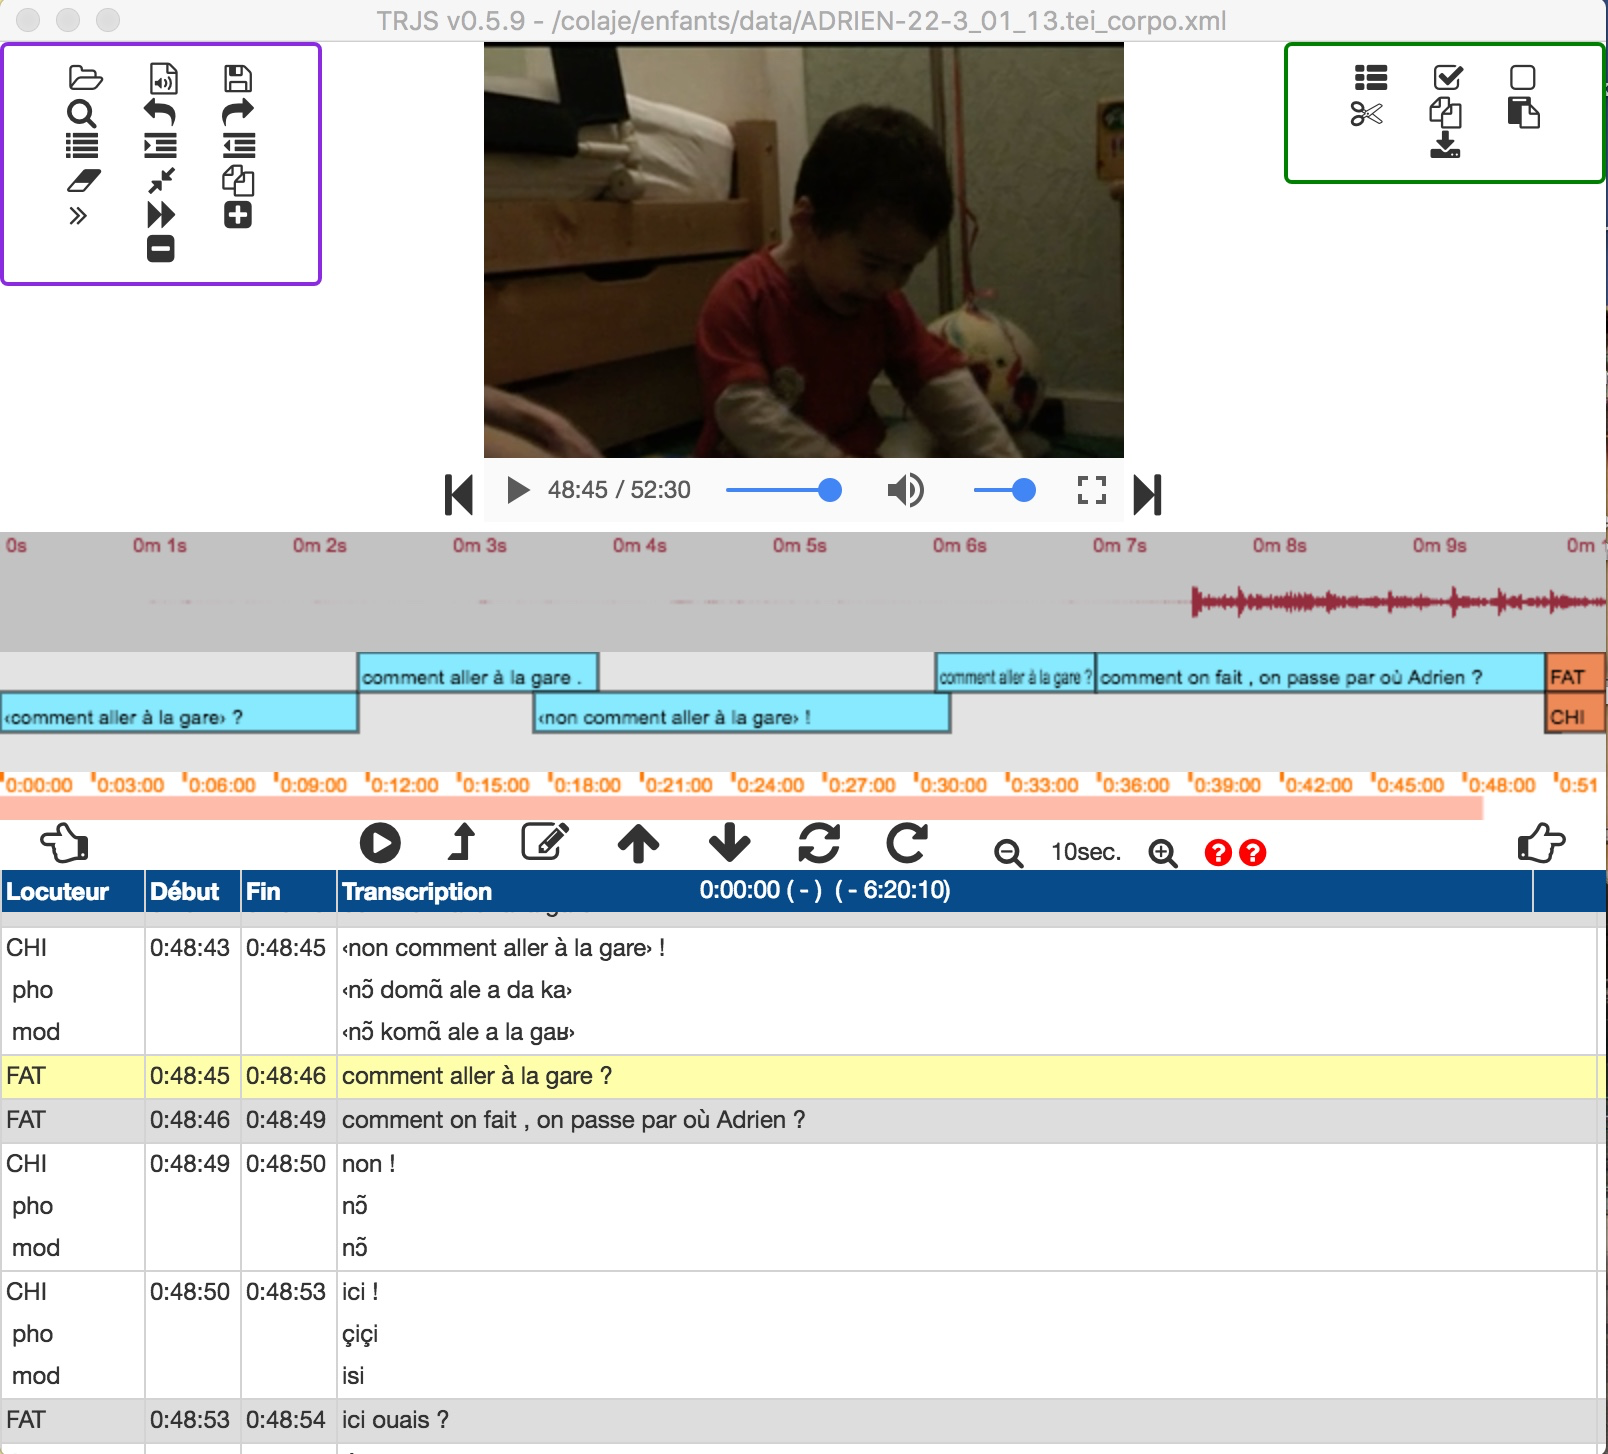 TRJS v0.5.9 - /colaje/enfants/data/ADRIEN-22-3_01_13.tei_corpo.xml
48:45 / 52:30
0s 0m 1s 0m 2s 0m 3s 0m 4s 0m 5s 0m 6s 0m 7s 0m 8s 0m 9s 0m
comment aller à la gare . comment aller à la gare ? comment on fait , on passe par où Adrien ? FAT
‹comment aller à la gare› ? ‹non comment aller à la gare› ! CHI
0:00:00 0:03:00 0:06:00 0:09:00 0:12:00 0:15:00 0:18:00 0:21:00 0:24:00 0:27:00 0:30:00 0:33:00 0:36:00 0:39:00 0:42:00 0:45:00 0:48:00 0:51
10sec. ? ?
Locuteur Début Fin Transcription 0:00:00 ( - ) ( - 6:20:10)
CHI 0:48:43 0:48:45 ‹non comment aller à la gare› !
pho ‹nɔ̃ domɑ̃ ale a da ka›
mod ‹nɔ̃ komɑ̃ ale a la gaʁ›
FAT 0:48:45 0:48:46 comment aller à la gare ?
FAT 0:48:46 0:48:49 comment on fait , on passe par où Adrien ?
CHI 0:48:49 0:48:50 non !
pho nɔ̃
mod nɔ̃
CHI 0:48:50 0:48:53 ici !
pho çiçi
mod isi
FAT 0:48:53 0:48:54 ici ouais ?